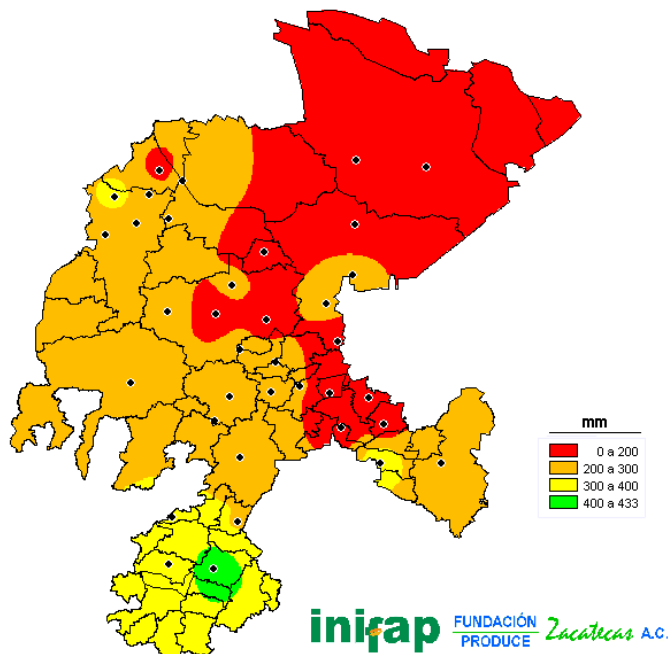 mm
0 a 200
200 a 300
300 a 400
400 a 433
inifap
FUNDACIÓN
PRODUCE
Zacatecas A.C.